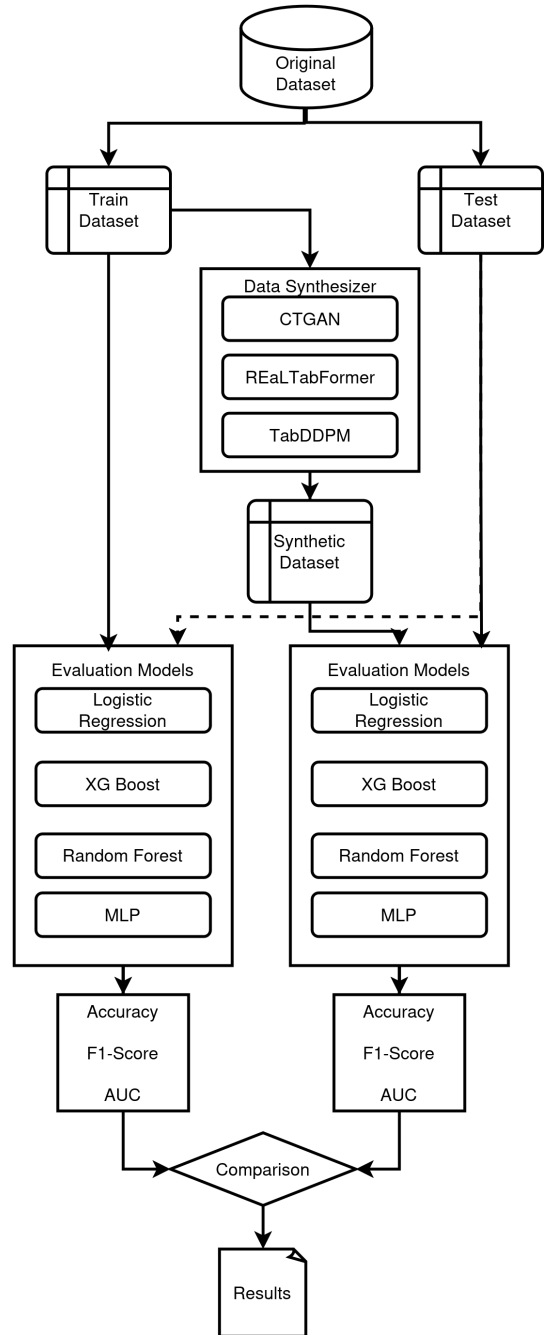 Original
Dataset
Train
Dataset
Test
Dataset
Data Synthesizer
CTGAN
REaLTabFormer
TabDDPM
Synthetic
Dataset
Evaluation Models
Logistic
Regression
XG Boost
Random Forest
MLP
Evaluation Models
Logistic
Regression
XG Boost
Random Forest
MLP
Accuracy
F1-Score
AUC
Accuracy
F1-Score
AUC
Comparison
Results